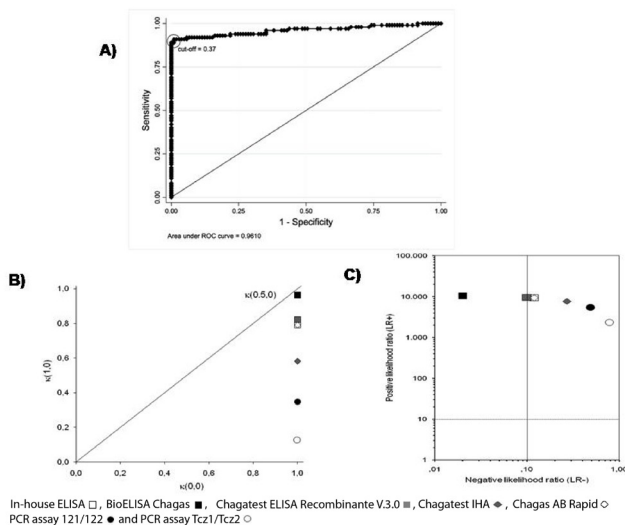 A)
cut-off = 0.37
Sensitivity
1.00
0.75
0.50
0.25
0.00
0.00 0.25 0.50 0.75 1.00
1 - Specificity
Area under ROC curve = 0.9610
B)
κ(0.5,0)
κ(1,0)
1,0
0,8
0,6
0,4
0,2
0,0
0,0 0,2 0,4 0,6 0,8 1,0
κ(0,0)
C)
Positive likelihood ratio (LR+)
100.000
10.000
1.000
10
1
,01 0,10 1,00
Negative likelihood ratio (LR–)
In-house ELISA □ , BioELISA Chagas ■ , Chagatest ELISA Recombinante V.3.0 ■ , Chagatest IHA ◆ , Chagas AB Rapid ◇
PCR assay 121/122 ● and PCR assay Tcz1/Tcz2 ○